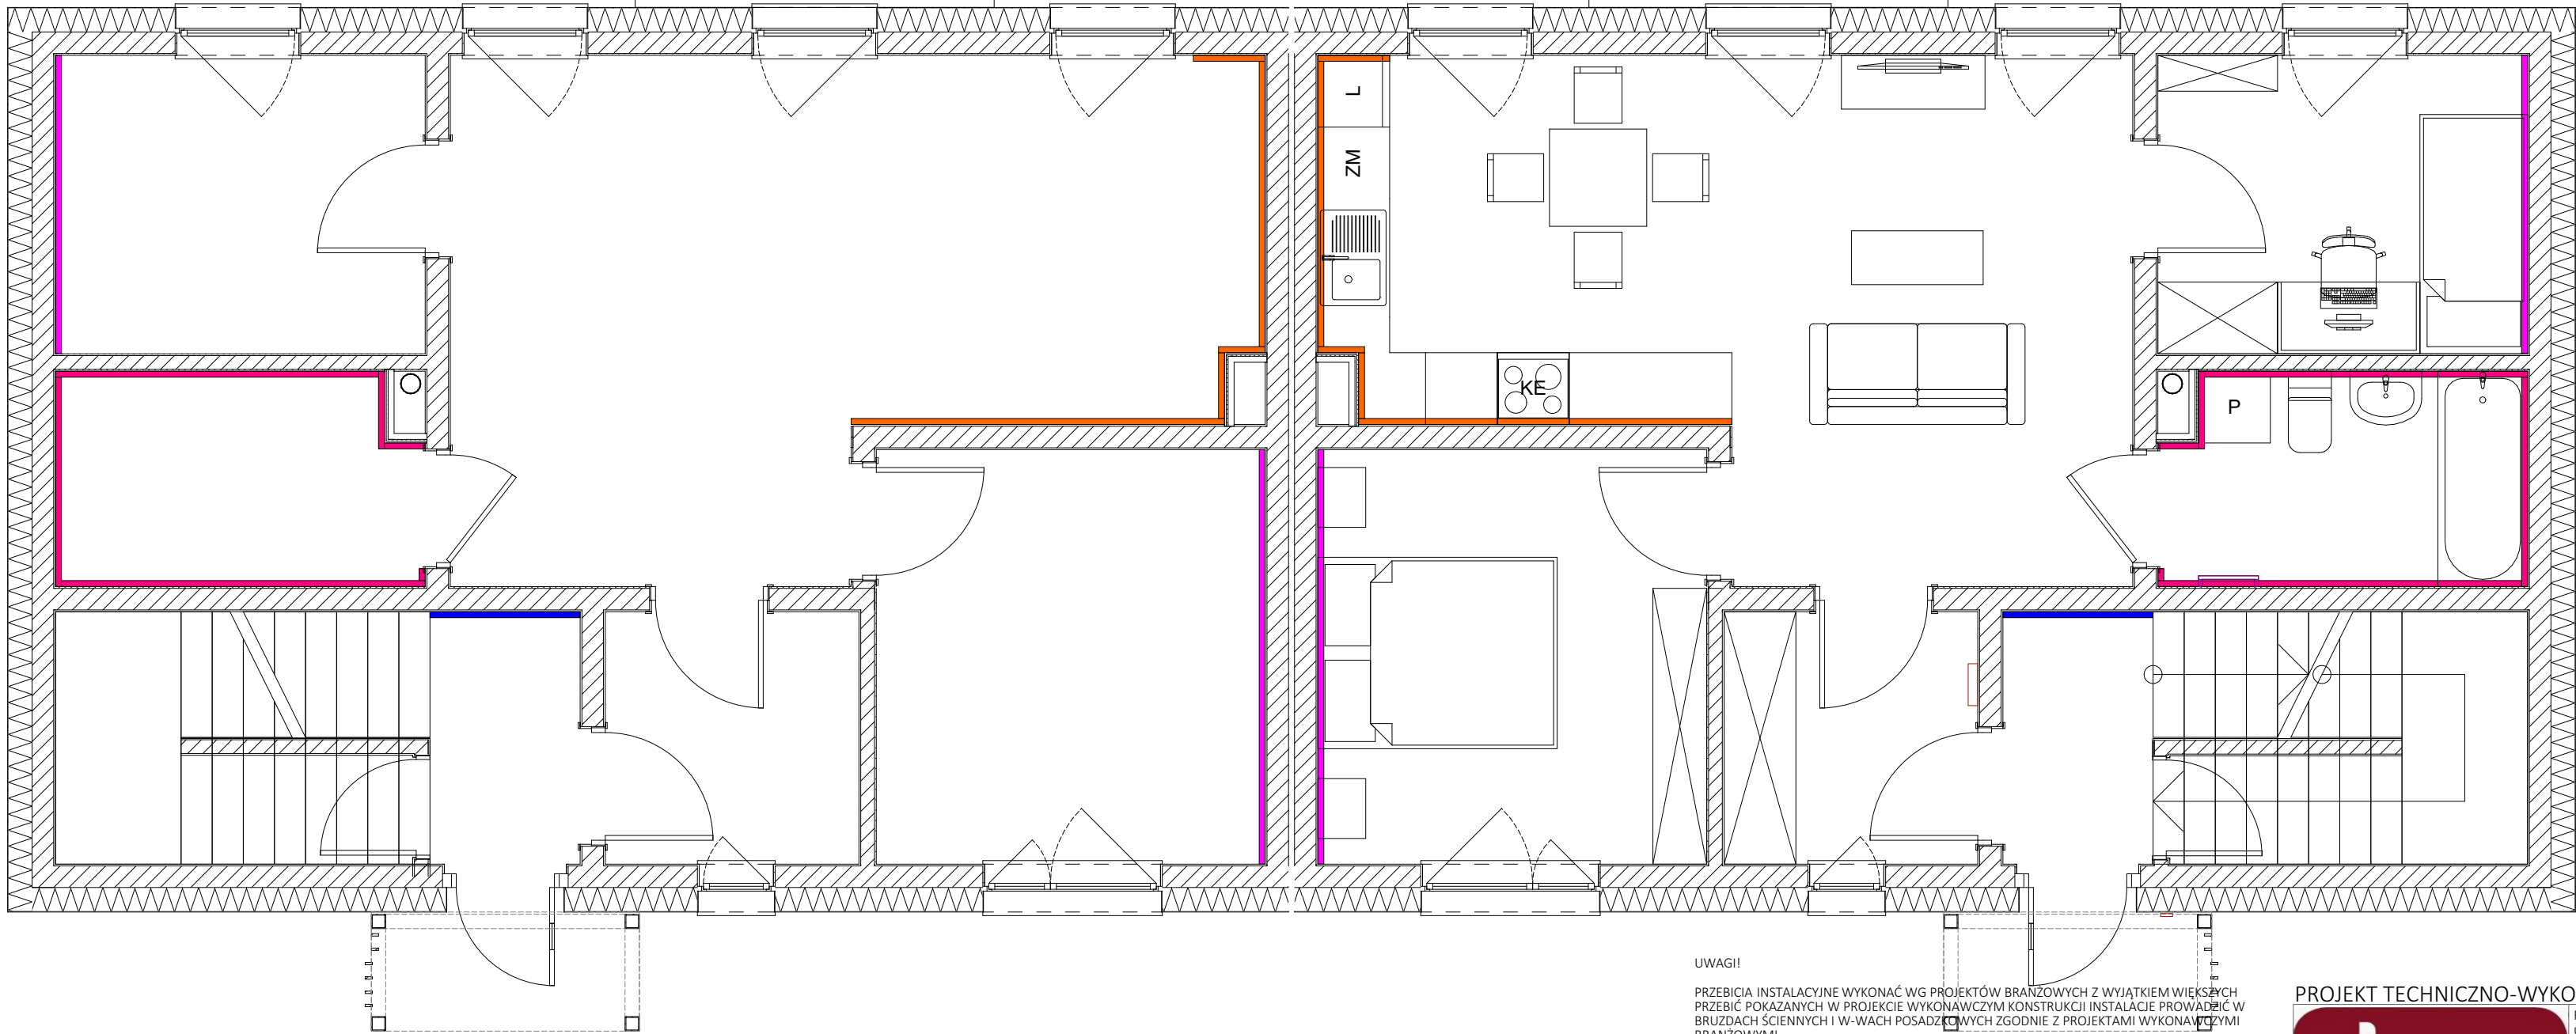 L
ZM
KE
P
UWAGI!
PRZEBICIA INSTALACYJNE WYKONAĆ WG PROJEKTÓW BRANŻOWYCH Z WYJĄTKIEM WIĘKSZYCH
PRZEBIĆ POKAZANYCH W PROJEKCIE WYKONAWCZYM KONSTRUKCJI INSTALACJE PROWADZIĆ W
BRUZDACH ŚCIENNYCH I W-WACH POSADZKOWYCH ZGODNIE Z PROJEKTAMI WYKONAWCZYMI
BRANŻOWYMI
PROJEKT TECHNICZNO-WYKO